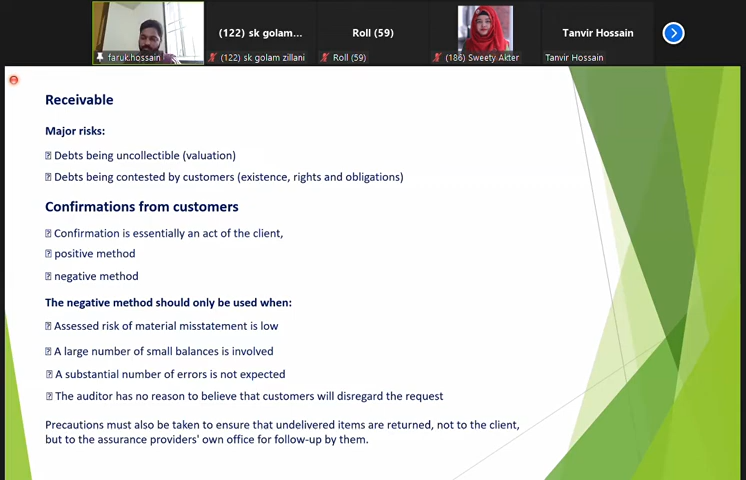 (122) sk golam...
Roll (59)
Tanvir Hossain
faruk.hossain
(122) sk golam zillani
Roll (59)
(186) Sweety Akter
Tanvir Hossain
Receivable
Major risks:
Debts being uncollectible (valuation)
Debts being contested by customers (existence, rights and obligations)
Confirmations from customers
Confirmation is essentially an act of the client,
positive method
negative method
The negative method should only be used when:
Assessed risk of material misstatement is low
A large number of small balances is involved
A substantial number of errors is not expected
The auditor has no reason to believe that customers will disregard the request
Precautions must also be taken to ensure that undelivered items are returned, not to the client,
but to the assurance providers' own office for follow-up by them.